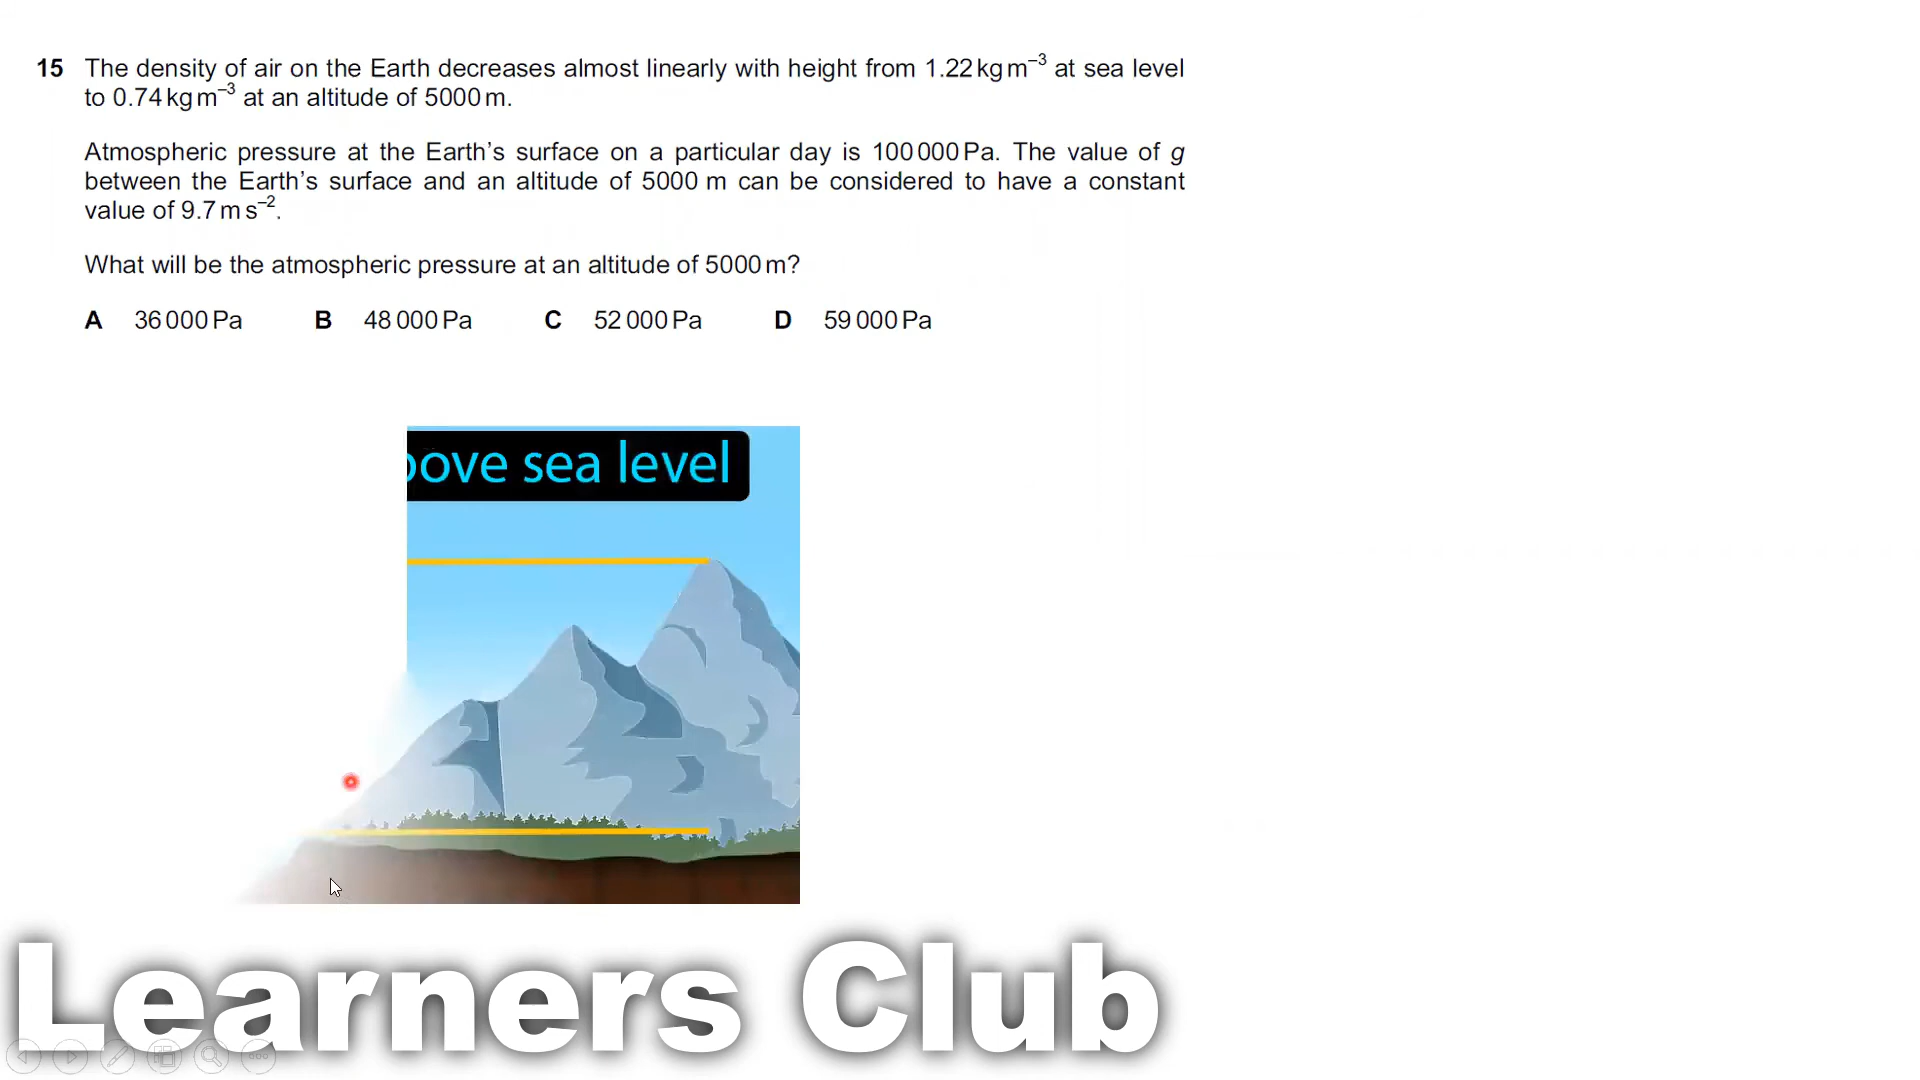 15 The density of air on the Earth decreases almost linearly with height from 1.22 kg m⁻³ at sea level
to 0.74 kg m⁻³ at an altitude of 5000 m.
Atmospheric pressure at the Earth's surface on a particular day is 100 000 Pa. The value of g
between the Earth's surface and an altitude of 5000 m can be considered to have a constant
value of 9.7 m s⁻².
What will be the atmospheric pressure at an altitude of 5000 m?
A 36 000 Pa B 48 000 Pa C 52 000 Pa D 59 000 Pa
sea level
Learners Club